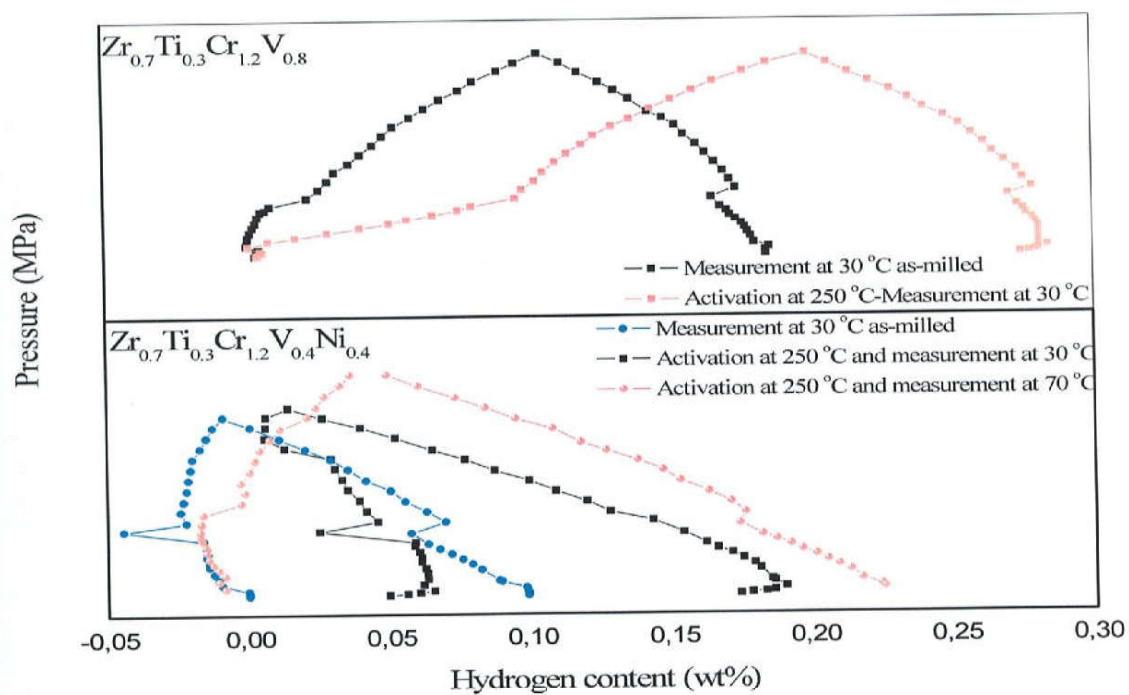 Zr0.7Ti0.3Cr1.2V0.8
Measurement at 30 °C as-milled
Activation at 250 °C-Measurement at 30 °C
Zr0.7Ti0.3Cr1.2V0.4Ni0.4
Measurement at 30 °C as-milled
Activation at 250 °C and measurement at 30 °C
Activation at 250 °C and measurement at 70 °C
Pressure (MPa)
-0,05 0,00 0,05 0,10 0,15 0,20 0,25 0,30
Hydrogen content (wt%)